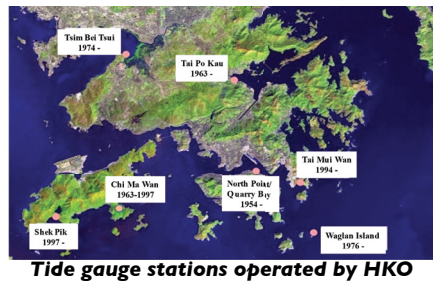 Tsim Bei Tsui
1974 -
Tai Po Kau
1963 -
Tai Mui Wan
1994 -
Chi Ma Wan
1963-1997
North Point/
Quarry Bay
1954 -
Shek Pik
1997 -
Waglan Island
1976 -
Tide gauge stations operated by HKO